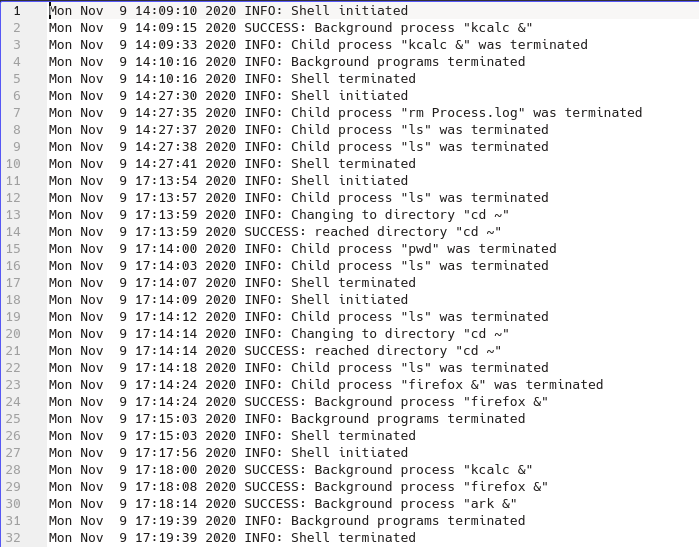 1 Mon Nov  9 14:09:10 2020 INFO: Shell initiated
2 Mon Nov  9 14:09:15 2020 SUCCESS: Background process "kcalc &"
3 Mon Nov  9 14:09:33 2020 INFO: Child process "kcalc &" was terminated
4 Mon Nov  9 14:10:16 2020 INFO: Background programs terminated
5 Mon Nov  9 14:10:16 2020 INFO: Shell terminated
6 Mon Nov  9 14:27:30 2020 INFO: Shell initiated
7 Mon Nov  9 14:27:35 2020 INFO: Child process "rm Process.log" was terminated
8 Mon Nov  9 14:27:37 2020 INFO: Child process "ls" was terminated
9 Mon Nov  9 14:27:38 2020 INFO: Child process "ls" was terminated
10 Mon Nov  9 14:27:41 2020 INFO: Shell terminated
11 Mon Nov  9 17:13:54 2020 INFO: Shell initiated
12 Mon Nov  9 17:13:57 2020 INFO: Child process "ls" was terminated
13 Mon Nov  9 17:13:59 2020 INFO: Changing to directory "cd ~"
14 Mon Nov  9 17:13:59 2020 SUCCESS: reached directory "cd ~"
15 Mon Nov  9 17:14:00 2020 INFO: Child process "pwd" was terminated
16 Mon Nov  9 17:14:03 2020 INFO: Child process "ls" was terminated
17 Mon Nov  9 17:14:07 2020 INFO: Shell terminated
18 Mon Nov  9 17:14:09 2020 INFO: Shell initiated
19 Mon Nov  9 17:14:12 2020 INFO: Child process "ls" was terminated
20 Mon Nov  9 17:14:14 2020 INFO: Changing to directory "cd ~"
21 Mon Nov  9 17:14:14 2020 SUCCESS: reached directory "cd ~"
22 Mon Nov  9 17:14:18 2020 INFO: Child process "ls" was terminated
23 Mon Nov  9 17:14:24 2020 INFO: Child process "firefox &" was terminated
24 Mon Nov  9 17:14:24 2020 SUCCESS: Background process "firefox &"
25 Mon Nov  9 17:15:03 2020 INFO: Background programs terminated
26 Mon Nov  9 17:15:03 2020 INFO: Shell terminated
27 Mon Nov  9 17:17:56 2020 INFO: Shell initiated
28 Mon Nov  9 17:18:00 2020 SUCCESS: Background process "kcalc &"
29 Mon Nov  9 17:18:08 2020 SUCCESS: Background process "firefox &"
30 Mon Nov  9 17:18:14 2020 SUCCESS: Background process "ark &"
31 Mon Nov  9 17:19:39 2020 INFO: Background programs terminated
32 Mon Nov  9 17:19:39 2020 INFO: Shell terminated